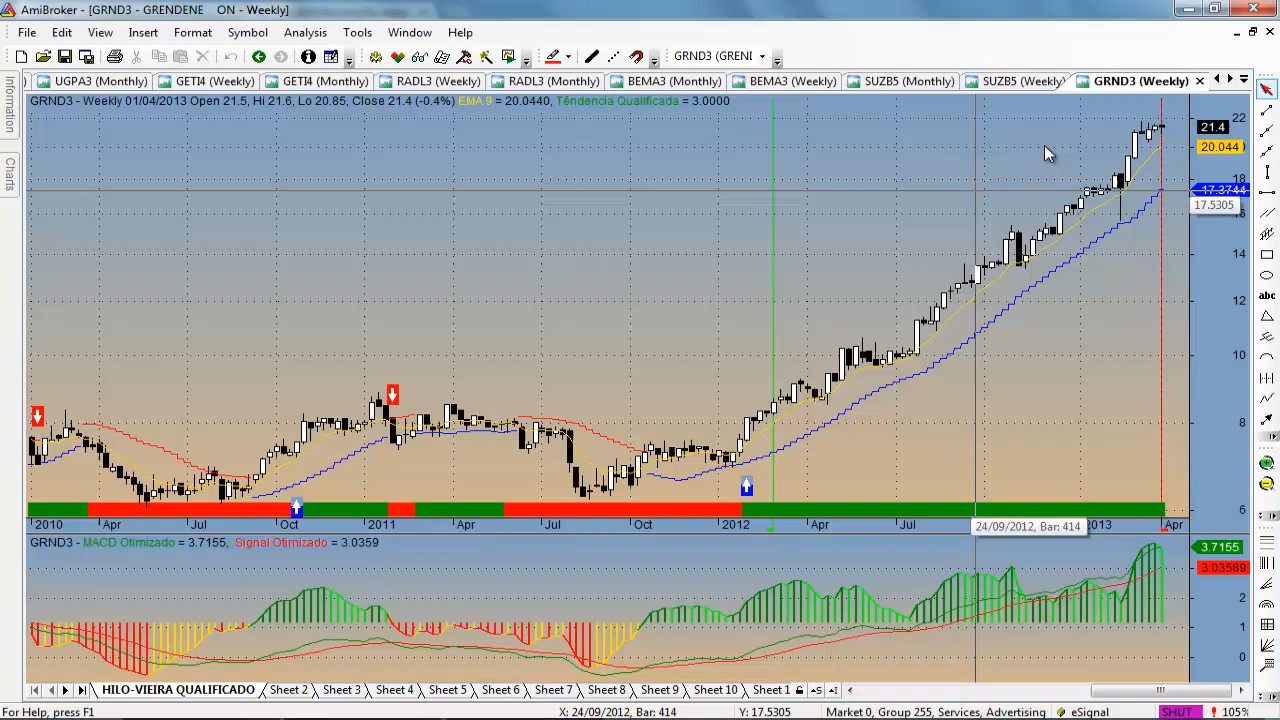 AmiBroker - [GRND3 - GRENDENE ON - Weekly]
File Edit View Insert Format Symbol Analysis Tools Window Help
GRND3 (GRENI
UGPA3 (Monthly) GETI4 (Weekly) GETI4 (Monthly) RADL3 (Weekly) RADL3 (Monthly) BEMA3 (Monthly) BEMA3 (Weekly) SUZB5 (Monthly) SUZB5 (Weekly) GRND3 (Weekly)
Information
Charts
GRND3 - Weekly 01/04/2013 Open 21.5, Hi 21.6, Lo 20.85, Close 21.4 (-0.4%) EMA 9 = 20.0440 Têndencia Qualificada = 3.0000
22
21.4
20.044
18
17.3744
17.5305
16
14
12
10
8
6
abc
2010 Apr Jul Oct 2011 Apr Jul Oct 2012 Apr Jul 2013 Apr
24/09/2012, Bar: 414
GRND3 - MACD Otimizado = 3.7155, Signal Otimizado = 3.0359
3.7155
3.03589
2
1
0
HILO-VIEIRA QUALIFICADO Sheet 2 Sheet 3 Sheet 4 Sheet 5 Sheet 6 Sheet 7 Sheet 8 Sheet 9 Sheet 10 Sheet 1
For Help, press F1 X: 24/09/2012, Bar: 414 Y: 17.5305 Market 0, Group 255, Services, Advertising eSignal SHUT 105%